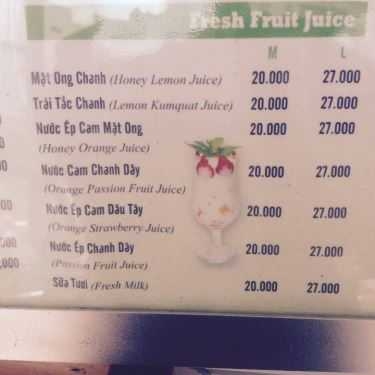 Fresh Fruit Juice
M L
Mật Ong Chanh (Honey Lemon Juice) 20.000 27.000
Trái Tắc Chanh (Lemon Kumquat Juice) 20.000 27.000
Nước Ép Cam Mật Ong 20.000 27.000
(Honey Orange Juice)
Nước Cam Chanh Dây 20.000 27.000
(Orange Passion Fruit Juice)
Nước Ép Cam Dâu Tây 20.000 27.000
(Orange Strawberry Juice)
Nước Ép Chanh Dây 20.000 27.000
(Passion Fruit Juice)
Sữa Tươi (Fresh Milk) 20.000 27.000